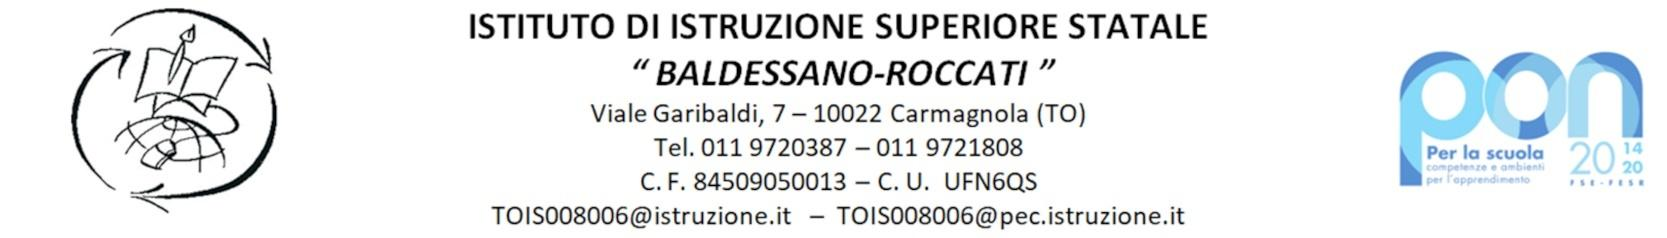 ISTITUTO DI ISTRUZIONE SUPERIORE STATALE
“ BALDESSANO-ROCCATI ”
Viale Garibaldi, 7 – 10022 Carmagnola (TO)
Tel. 011 9720387 – 011 9721808
C. F. 84509050013 – C. U.  UFN6QS
TOIS008006@istruzione.it  –  TOIS008006@pec.istruzione.it
pon
Per la scuola
competenze e ambienti
per l'apprendimento
20 14
20
FSE-FESR